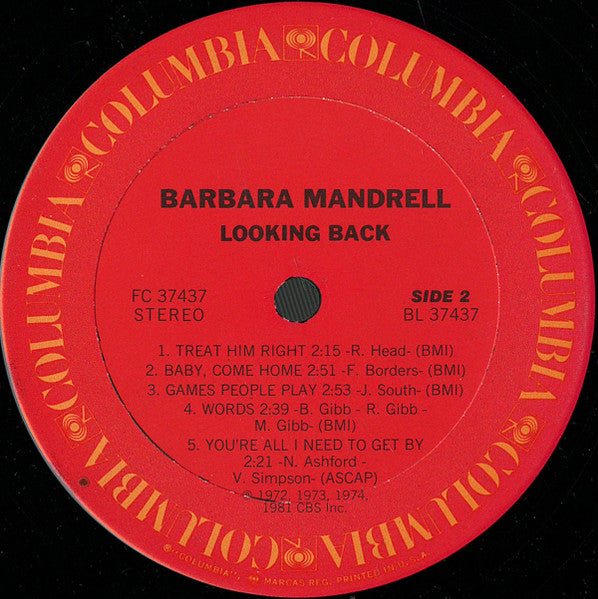 COLUMBIA COLUMBIA COLUMBIA COLUMBIA COLUMBIA COLUMBIA
BARBARA MANDRELL
LOOKING BACK
FC 37437
STEREO
SIDE 2
BL 37437
1. TREAT HIM RIGHT 2:15 -R. Head- (BMI)
2. BABY, COME HOME 2:51 -F. Borders- (BMI)
3. GAMES PEOPLE PLAY 2:53 -J. South- (BMI)
4. WORDS 2:39 -B. Gibb - R. Gibb -
M. Gibb- (BMI)
5. YOU'RE ALL I NEED TO GET BY
2:21 -N. Ashford -
V. Simpson- (ASCAP)
℗ 1972, 1973, 1974,
1981 CBS Inc.
®"COLUMBIA", MARCAS REG. PRINTED IN U.S.A.